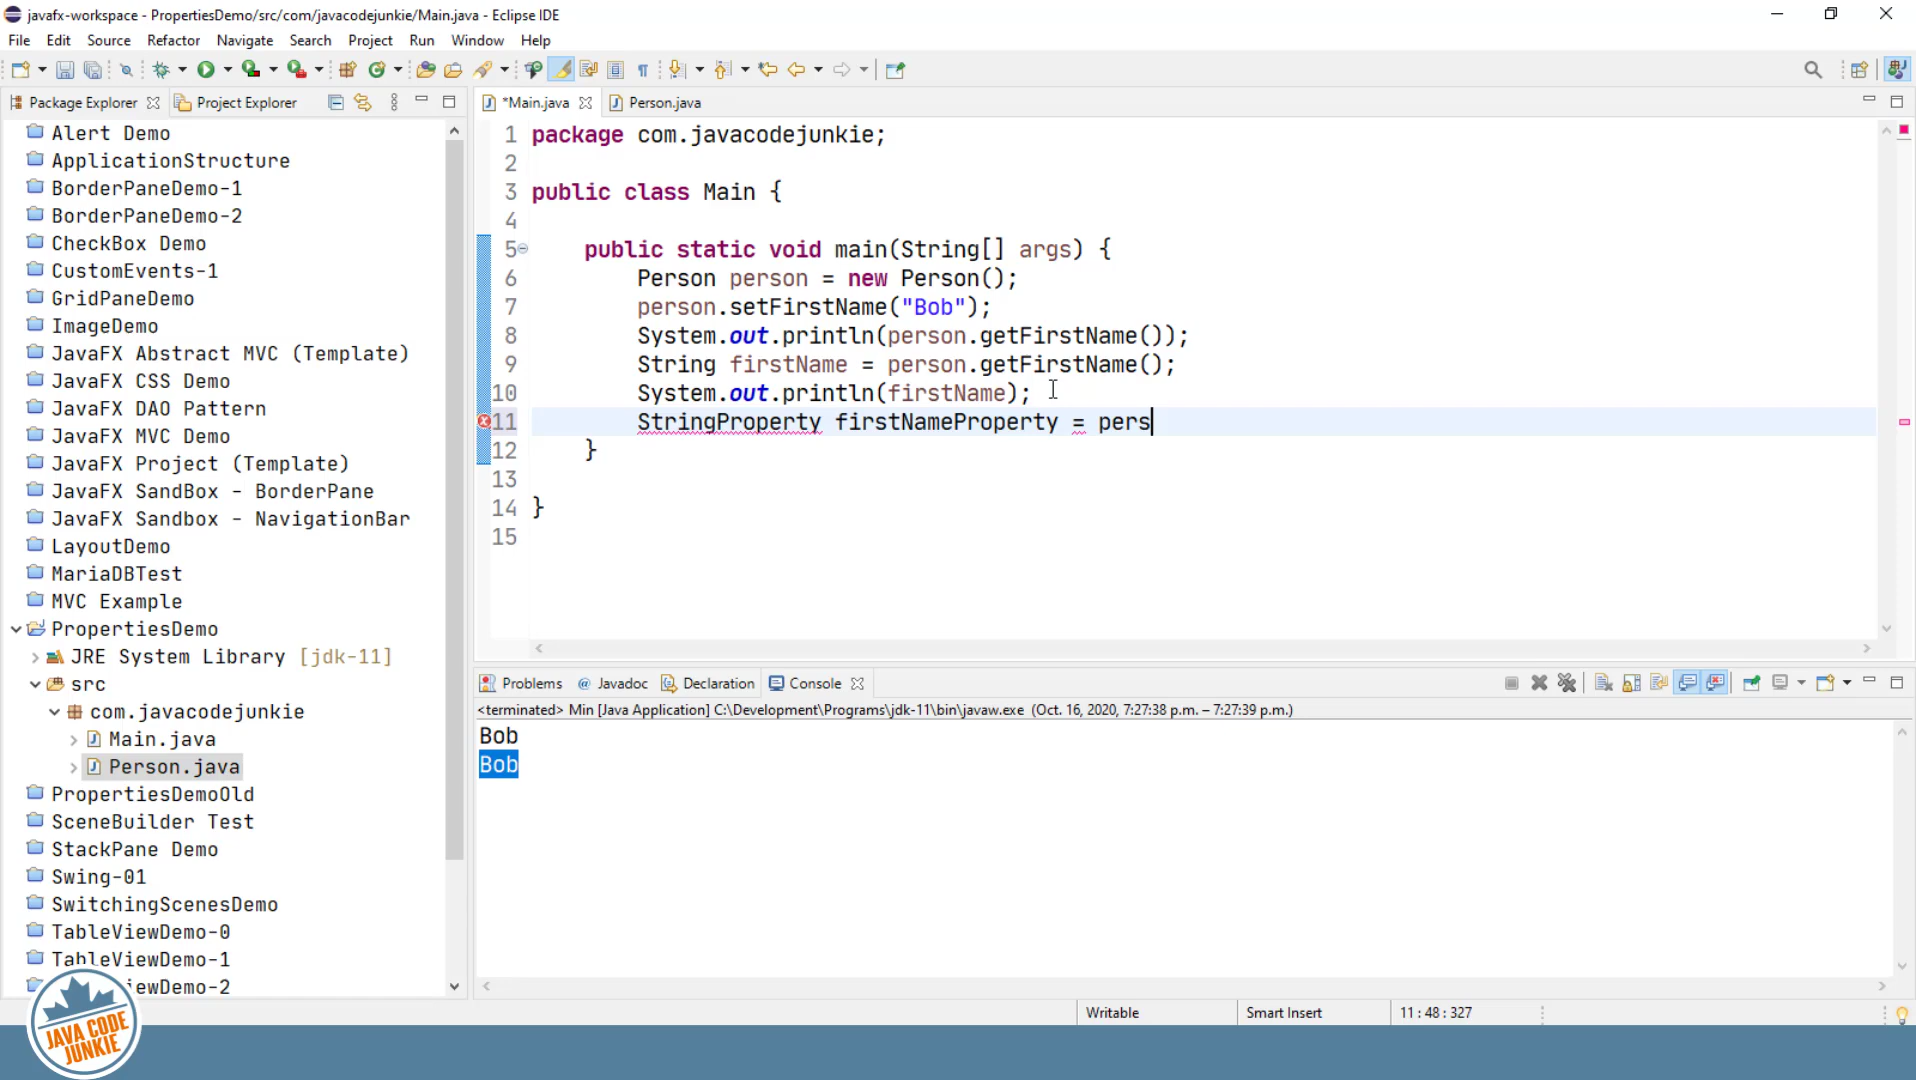 javafx-workspace - PropertiesDemo/src/com/javacodejunkie/Main.java - Eclipse IDE
File Edit Source Refactor Navigate Search Project Run Window Help
Package Explorer Project Explorer
Alert Demo
ApplicationStructure
BorderPaneDemo-1
BorderPaneDemo-2
CheckBox Demo
CustomEvents-1
GridPaneDemo
ImageDemo
JavaFX Abstract MVC (Template)
JavaFX CSS Demo
JavaFX DAO Pattern
JavaFX MVC Demo
JavaFX Project (Template)
JavaFX SandBox - BorderPane
JavaFX Sandbox - NavigationBar
LayoutDemo
MariaDBTest
MVC Example
PropertiesDemo
JRE System Library [jdk-11]
src
com.javacodejunkie
Main.java
Person.java
PropertiesDemoOld
SceneBuilder Test
StackPane Demo
Swing-01
SwitchingScenesDemo
TableViewDemo-0
TableViewDemo-1
iewDemo-2
*Main.java Person.java
1 package com.javacodejunkie;
2
3 public class Main {
4
5 public static void main(String[] args) {
6 Person person = new Person();
7 person.setFirstName("Bob");
8 System.out.println(person.getFirstName());
9 String firstName = person.getFirstName();
10 System.out.println(firstName);
11 StringProperty firstNameProperty = pers
12 }
13
14 }
15
Problems @ Javadoc Declaration Console
<terminated> Min [Java Application] C:\Development\Programs\jdk-11\bin\javaw.exe (Oct. 16, 2020, 7:27:38 p.m. – 7:27:39 p.m.)
Bob
Bob
Writable Smart Insert 11 : 48 : 327
JAVA CODE
JUNKIE